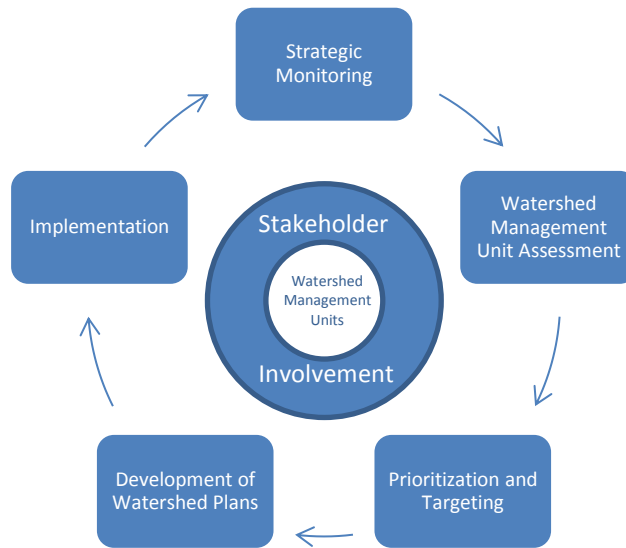 Strategic
Monitoring
Watershed
Management
Unit Assessment
Prioritization and
Targeting
Development of
Watershed Plans
Implementation
Stakeholder
Watershed
Management
Units
Involvement